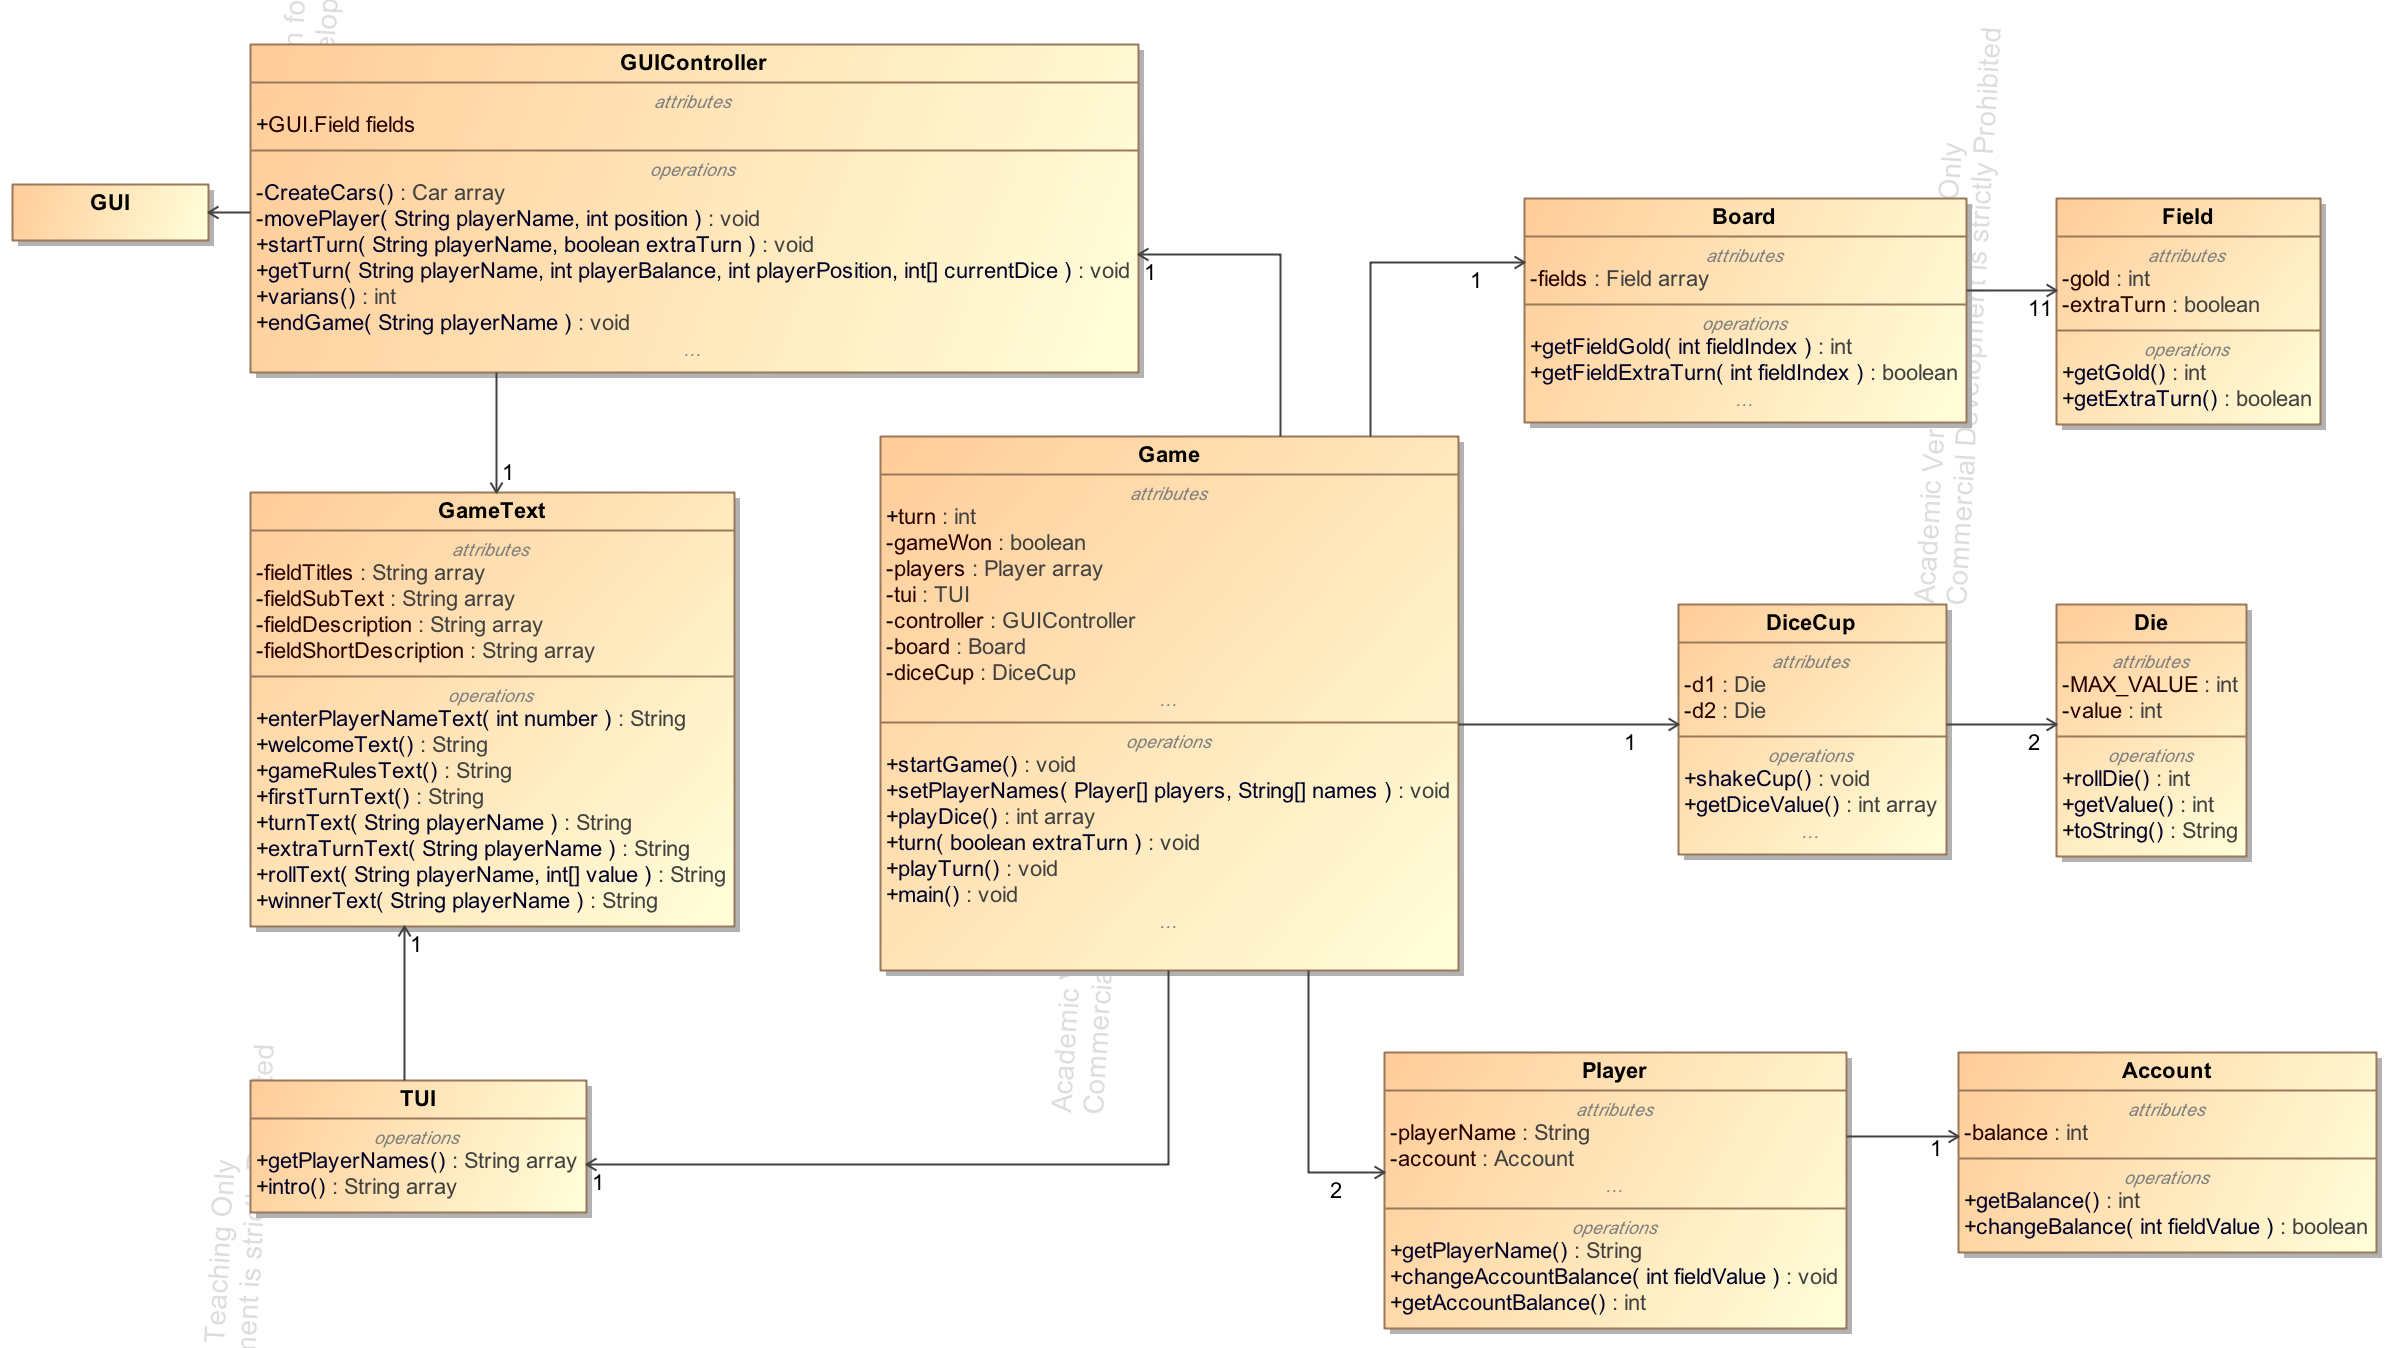 GUIController
attributes
+GUI.Field fields
operations
-CreateCars() : Car array
-movePlayer( String playerName, int position ) : void
+startTurn( String playerName, boolean extraTurn ) : void
+getTurn( String playerName, int playerBalance, int playerPosition, int[] currentDice ) : void
+varians() : int
+endGame( String playerName ) : void
...
GUI
1
1
GameText
attributes
-fieldTitles : String array
-fieldSubText : String array
-fieldDescription : String array
-fieldShortDescription : String array
operations
+enterPlayerNameText( int number ) : String
+welcomeText() : String
+gameRulesText() : String
+firstTurnText() : String
+turnText( String playerName ) : String
+extraTurnText( String playerName ) : String
+rollText( String playerName, int[] value ) : String
+winnerText( String playerName ) : String
1
TUI
operations
+getPlayerNames() : String array
+intro() : String array
1
Game
attributes
+turn : int
-gameWon : boolean
-players : Player array
-tui : TUI
-controller : GUIController
-board : Board
-diceCup : DiceCup
...
operations
+startGame() : void
+setPlayerNames( Player[] players, String[] names ) : void
+playDice() : int array
+turn( boolean extraTurn ) : void
+playTurn() : void
+main() : void
...
1
Board
attributes
-fields : Field array
operations
+getFieldGold( int fieldIndex ) : int
+getFieldExtraTurn( int fieldIndex ) : boolean
...
11
Field
attributes
-gold : int
-extraTurn : boolean
operations
+getGold() : int
+getExtraTurn() : boolean
1
DiceCup
attributes
-d1 : Die
-d2 : Die
operations
+shakeCup() : void
+getDiceValue() : int array
...
2
Die
attributes
-MAX_VALUE : int
-value : int
operations
+rollDie() : int
+getValue() : int
+toString() : String
2
Player
attributes
-playerName : String
-account : Account
...
operations
+getPlayerName() : String
+changeAccountBalance( int fieldValue ) : void
+getAccountBalance() : int
1
Account
attributes
-balance : int
operations
+getBalance() : int
+changeBalance( int fieldValue ) : boolean
Academic Only
Commercial Development is strictly Prohibited
Academic
Teaching Only